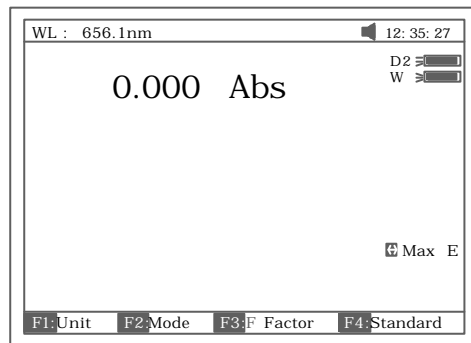 WL : 656.1nm 12: 35: 27
D2
W
0.000 Abs
Max E
F1:Unit F2:Mode F3:F Factor F4:Standard